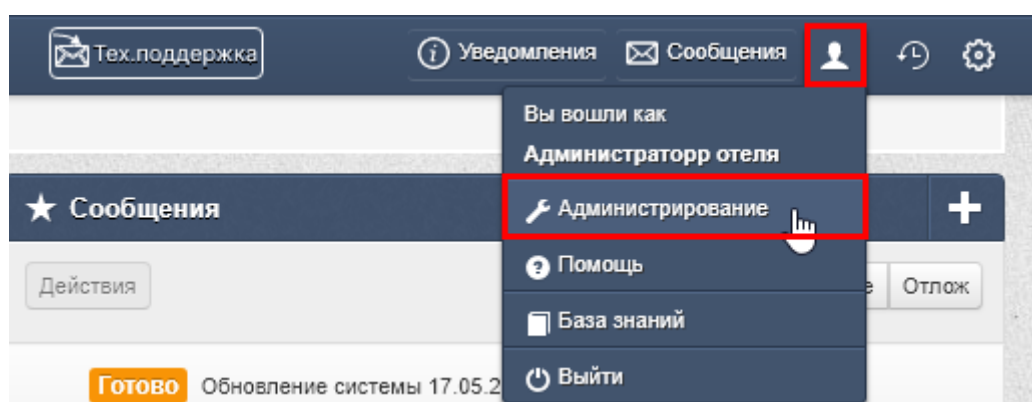 Тех.поддержка
Уведомления
Сообщения
Вы вошли как
Администраторр отеля
Сообщения
Администрирование
Действия
Помощь
е
Отлож
База знаний
Готово
Обновление системы 17.05.2
Выйти